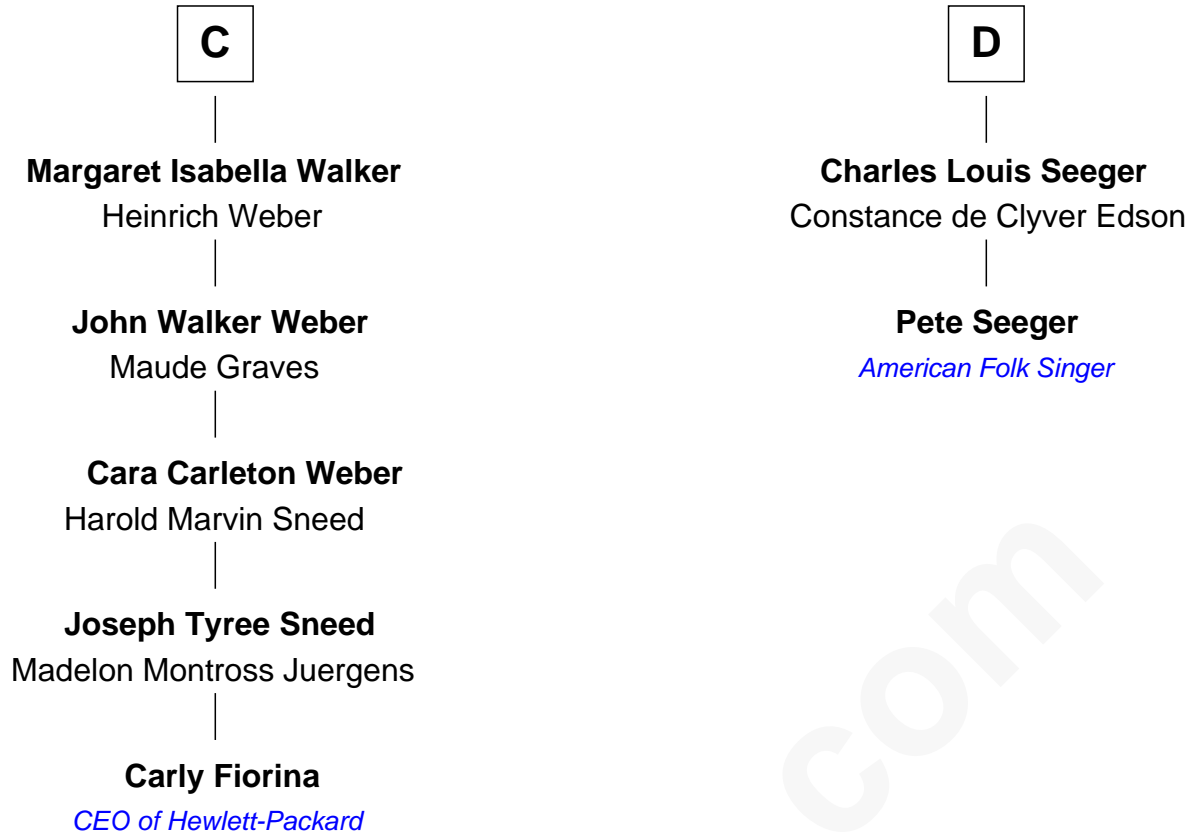 C
Margaret Isabella Walker
Heinrich Weber
John Walker Weber
Maude Graves
Cara Carleton Weber
Harold Marvin Sneed
Joseph Tyree Sneed
Madelon Montross Juergens
Carly Fiorina
CEO of Hewlett-Packard
D
Charles Louis Seeger
Constance de Clyver Edson
Pete Seeger
American Folk Singer
com